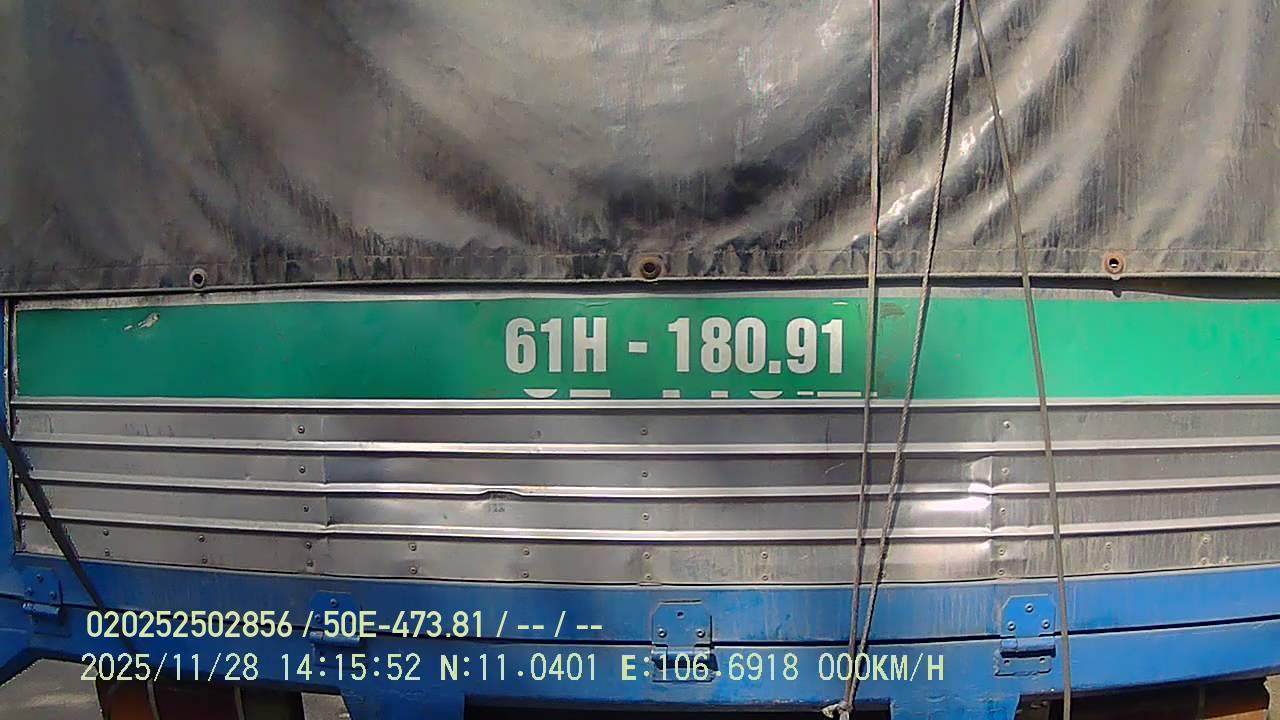 61H - 180.91
020252502856 / 50E-473.81 / -- / --
2025/11/28 14:15:52 N:11.0401 E:106.6918 000KM/H